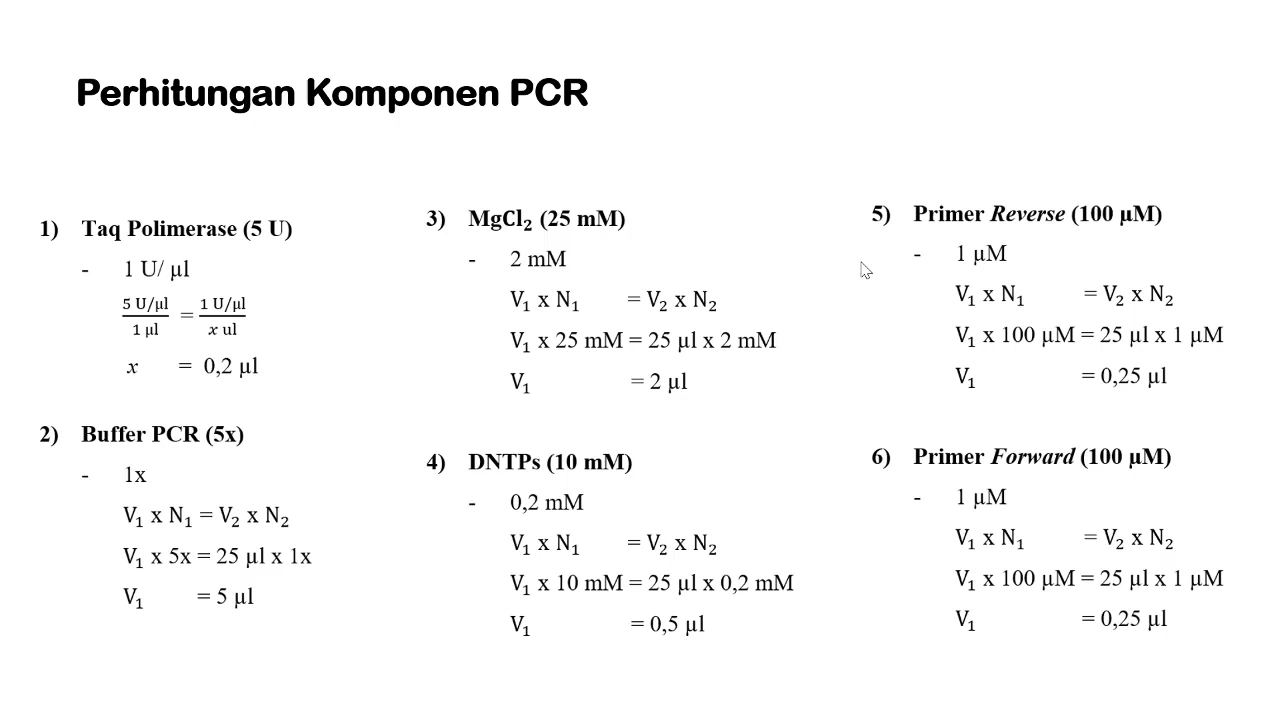 Perhitungan Komponen PCR
1) Taq Polimerase (5 U)
- 1 U/ µl
5 U/µl / 1 µl = 1 U/µl / x ul
x = 0,2 µl
2) Buffer PCR (5x)
- 1x
V₁ x N₁ = V₂ x N₂
V₁ x 5x = 25 µl x 1x
V₁ = 5 µl
3) MgCl₂ (25 mM)
- 2 mM
V₁ x N₁ = V₂ x N₂
V₁ x 25 mM = 25 µl x 2 mM
V₁ = 2 µl
4) DNTPs (10 mM)
- 0,2 mM
V₁ x N₁ = V₂ x N₂
V₁ x 10 mM = 25 µl x 0,2 mM
V₁ = 0,5 µl
5) Primer Reverse (100 µM)
- 1 µM
V₁ x N₁ = V₂ x N₂
V₁ x 100 µM = 25 µl x 1 µM
V₁ = 0,25 µl
6) Primer Forward (100 µM)
- 1 µM
V₁ x N₁ = V₂ x N₂
V₁ x 100 µM = 25 µl x 1 µM
V₁ = 0,25 µl